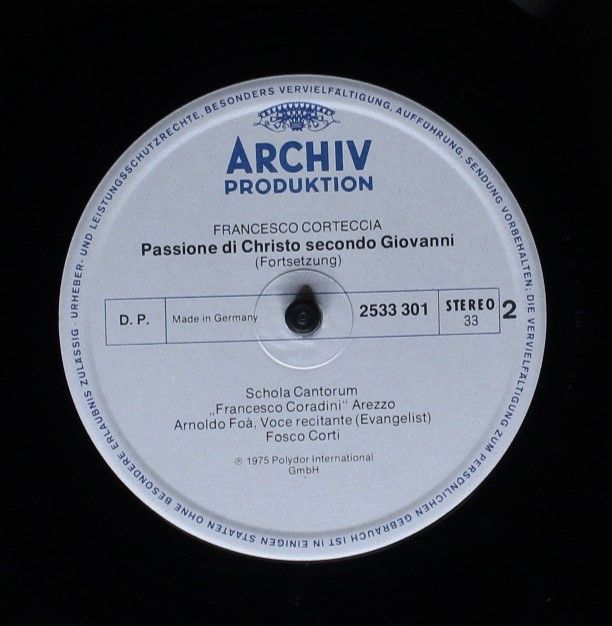 ARCHIV
PRODUKTION
FRANCESCO CORTECCIA
Passione di Christo secondo Giovanni
(Fortsetzung)
D. P.
Made in Germany
2533 301
STEREO
33
2
Schola Cantorum
„Francesco Coradini" Arezzo
Arnoldo Foà, Voce recitante (Evangelist)
Fosco Corti
℗ 1975 Polydor International
GmbH
URHEBER- UND LEISTUNGSSCHUTZRECHTE, BESONDERS VERVIELFÄLTIGUNG, AUFFÜHRUNG, SENDUNG VORBEHALTEN; DIE VERVIELFÄLTIGUNG ZUM PERSÖNLICHEN GEBRAUCH IST IN EINIGEN STAATEN OHNE BESONDERE ERLAUBNIS ZULÄSSIG ·